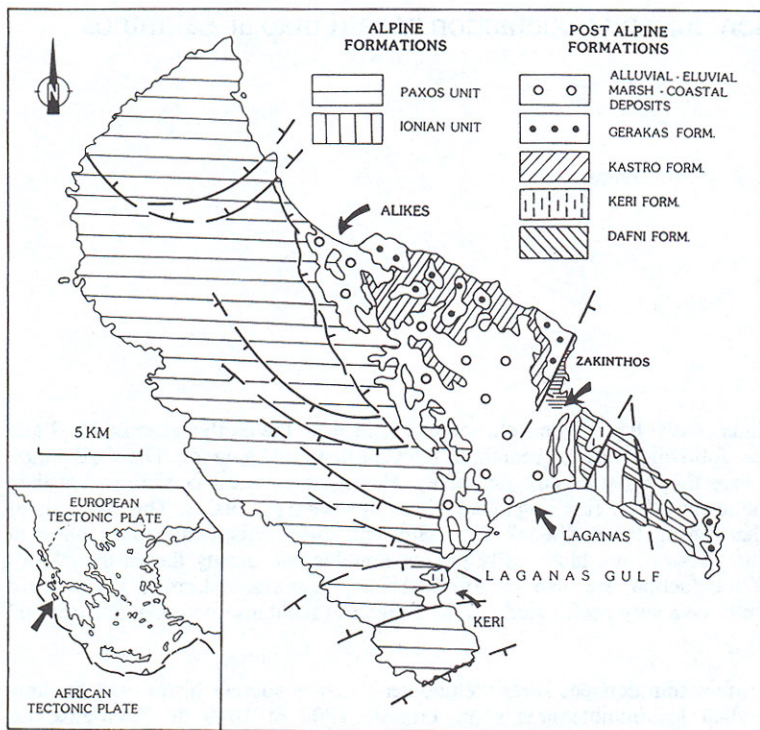 ALPINE
FORMATIONS
PAXOS UNIT
IONIAN UNIT
POST ALPINE
FORMATIONS
ALLUVIAL - ELUVIAL
MARSH - COASTAL
DEPOSITS
GERAKAS FORM.
KASTRO FORM.
KERI FORM.
DAFNI FORM.
N
ALIKES
ZAKINTHOS
5 KM
LAGANAS
LAGANAS GULF
KERI
EUROPEAN
TECTONIC PLATE
AFRICAN
TECTONIC PLATE